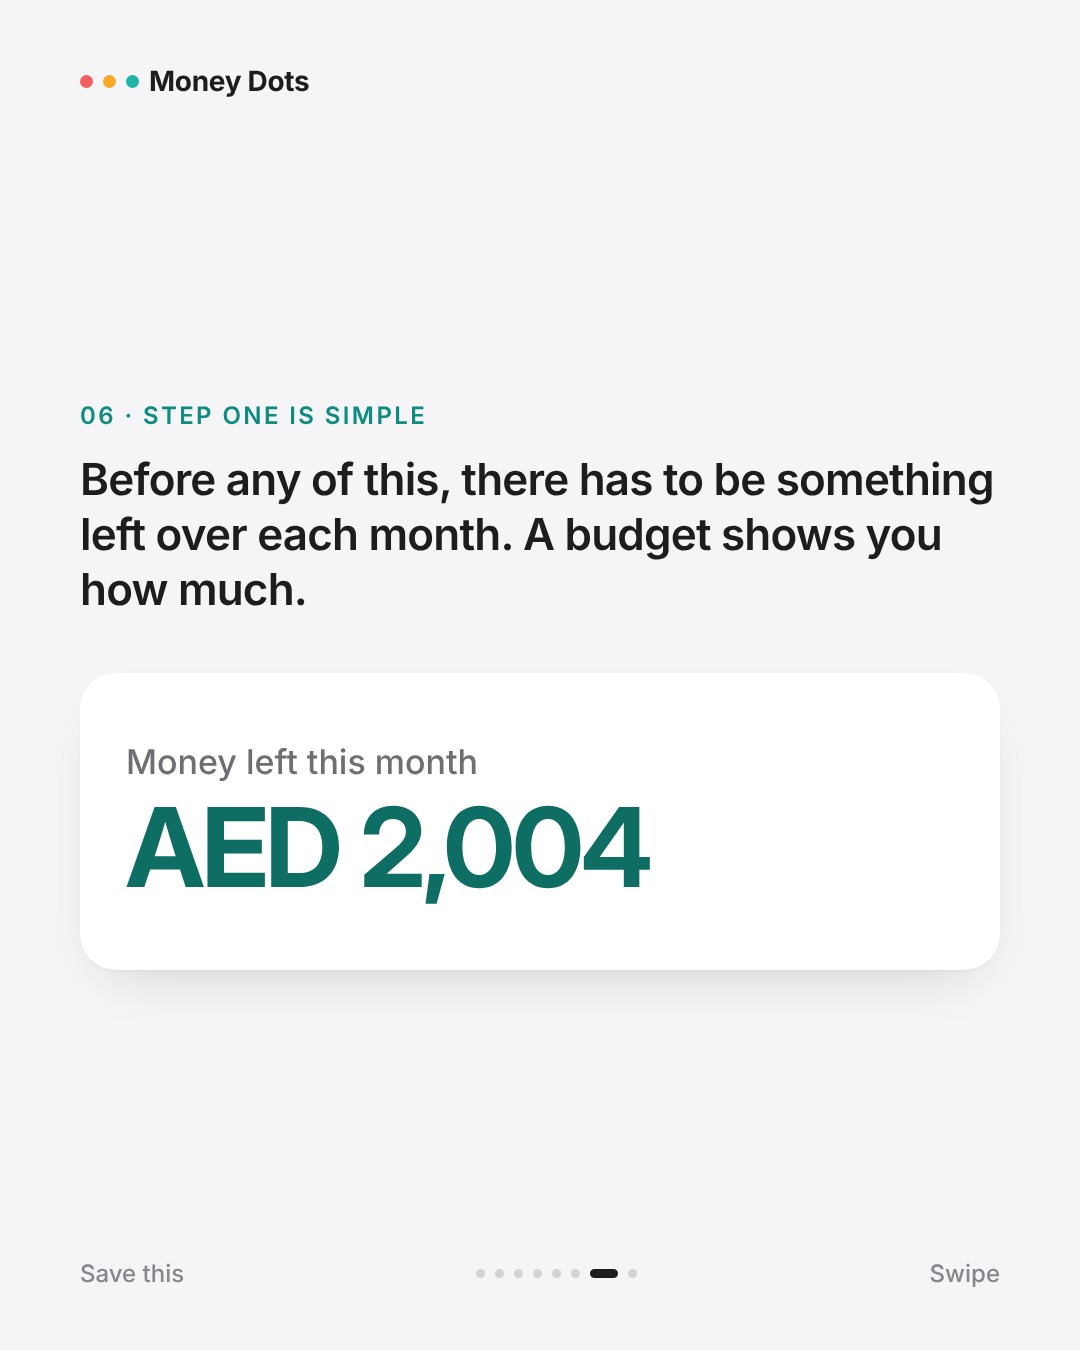 Money Dots
06 · STEP ONE IS SIMPLE
Before any of this, there has to be something
left over each month. A budget shows you
how much.
Money left this month
AED 2,004
Save this
Swipe